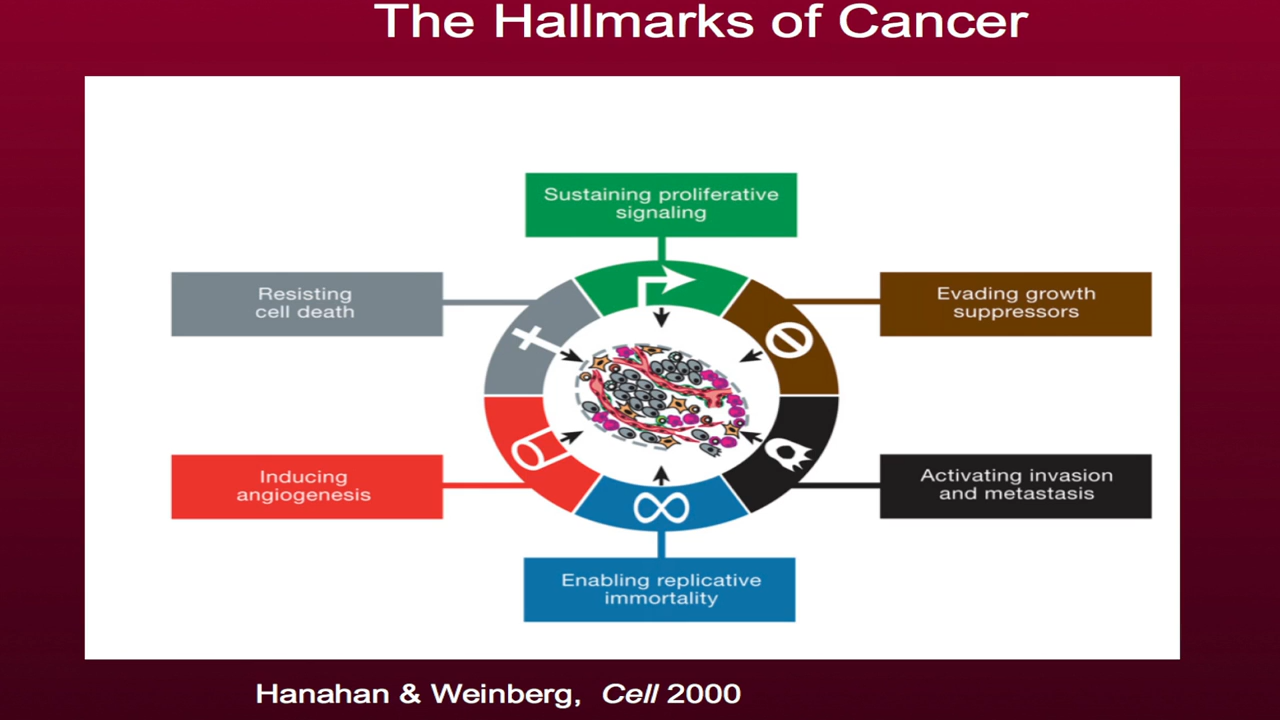 The Hallmarks of Cancer
Sustaining proliferative
signaling
Resisting
cell death
Evading growth
suppressors
Inducing
angiogenesis
Activating invasion
and metastasis
Enabling replicative
immortality
Hanahan & Weinberg, Cell 2000